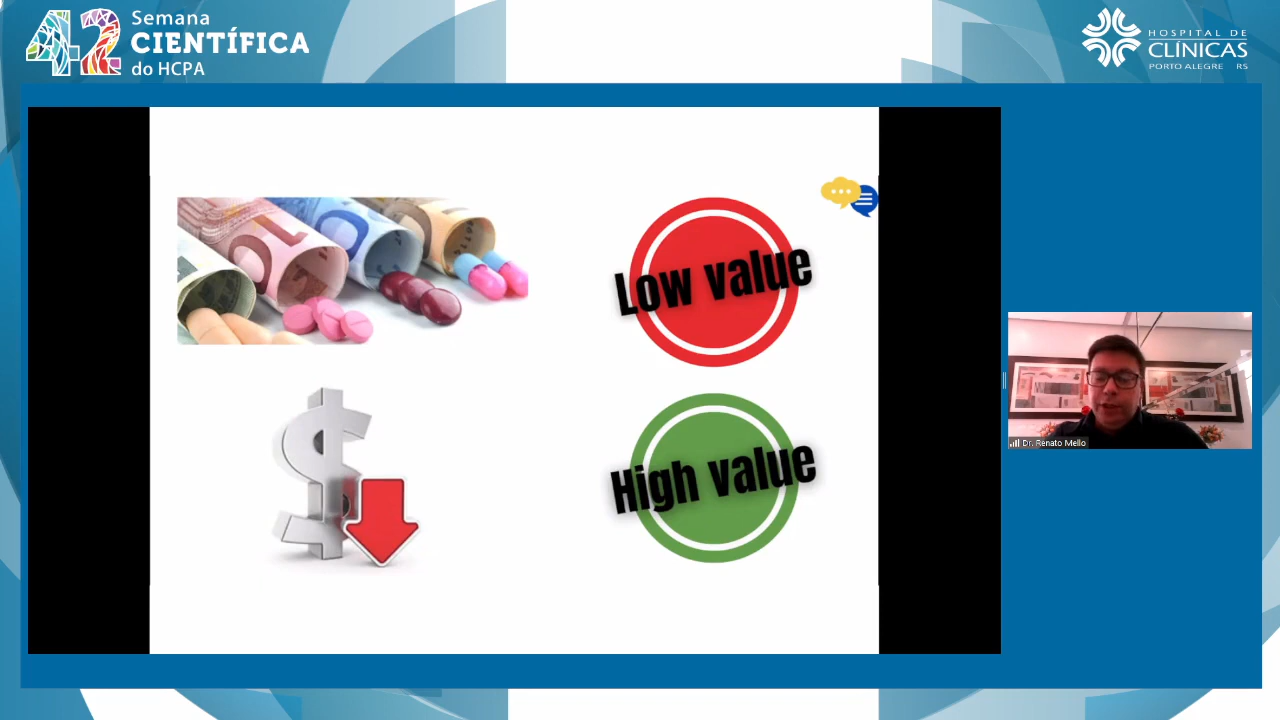 42
Semana
CIENTÍFICA
do HCPA
HOSPITAL DE
CLÍNICAS
PORTO ALEGRE RS
Low value
High value
Dr. Renato Mello